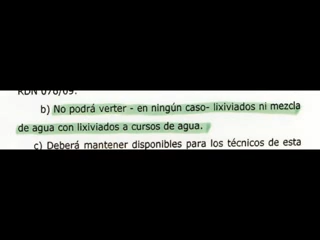 RDN 076/09.
b) No podrá verter - en ningún caso- lixiviados ni mezcla
de agua con lixiviados a cursos de agua.
c) Deberá mantener disponibles para los técnicos de esta